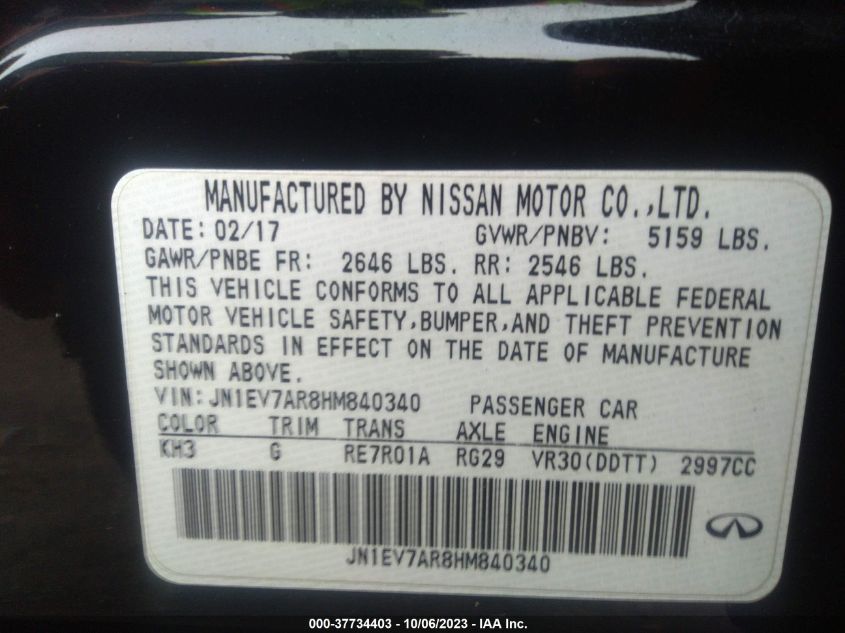 MANUFACTURED BY NISSAN MOTOR CO.,LTD.
DATE: 02/17 GVWR/PNBV: 5159 LBS.
GAWR/PNBE FR: 2646 LBS. RR: 2546 LBS.
THIS VEHICLE CONFORMS TO ALL APPLICABLE FEDERAL
MOTOR VEHICLE SAFETY,BUMPER,AND THEFT PREVENTION
STANDARDS IN EFFECT ON THE DATE OF MANUFACTURE
SHOWN ABOVE.
VIN: JN1EV7AR8HM840340 PASSENGER CAR
COLOR TRIM TRANS AXLE ENGINE
KH3 G RE7R01A RG29 VR30(DDTT) 2997CC
JN1EV7AR8HM840340
000-37734403 - 10/06/2023 - IAA Inc.